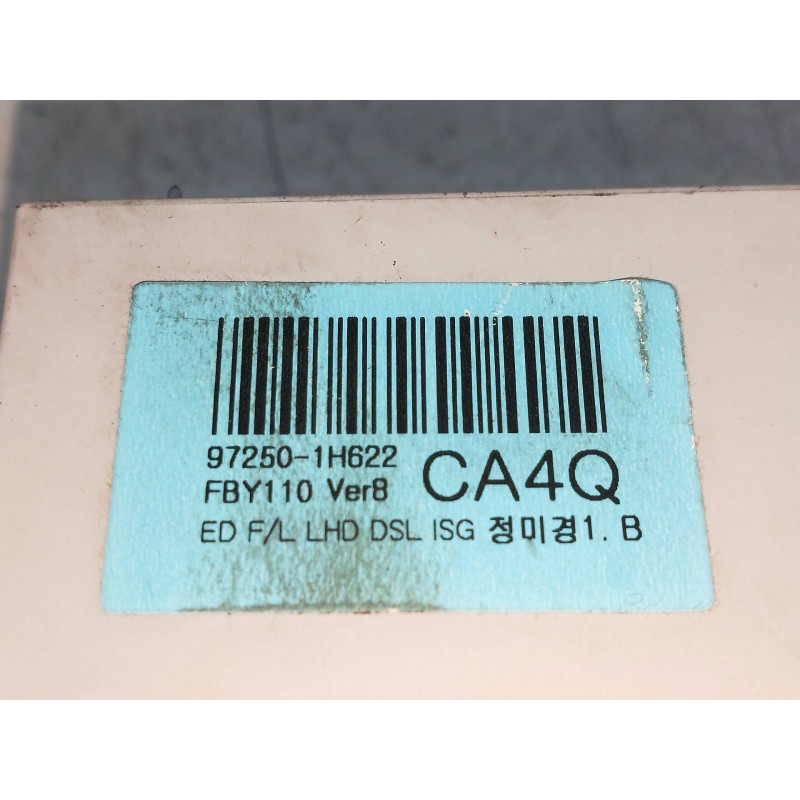 97250-1H622 CA4Q
FBY110 Ver8
ED F/L LHD DSL ISG 정미경1. B